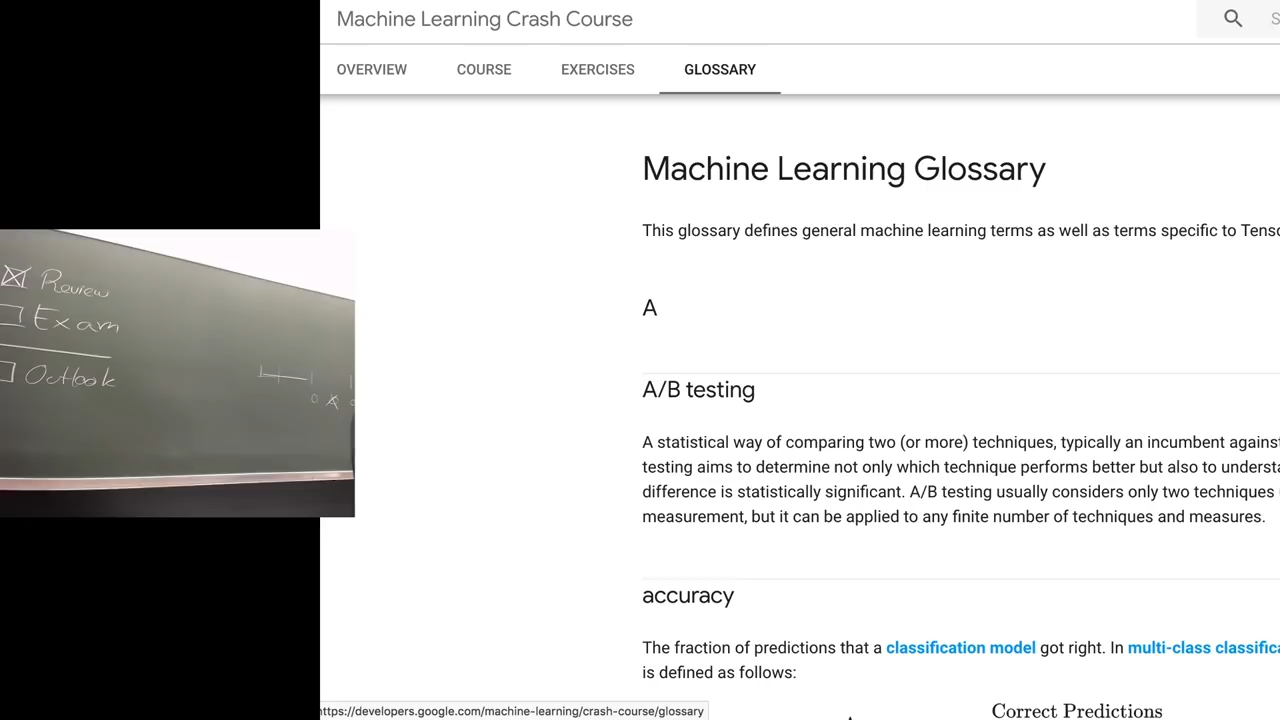 Machine Learning Crash Course
OVERVIEW COURSE EXERCISES GLOSSARY
Machine Learning Glossary
This glossary defines general machine learning terms as well as terms specific to
A
A/B testing
A statistical way of comparing two (or more) techniques, typically an incumbent
testing aims to determine not only which technique performs better but also to
difference is statistically significant. A/B testing usually considers only two techniques
measurement, but it can be applied to any finite number of techniques and measures.
accuracy
The fraction of predictions that a classification model got right. In multi-class
is defined as follows:
Correct Predictions
https://developers.google.com/machine-learning/crash-course/glossary
Review
Exam
Outlook